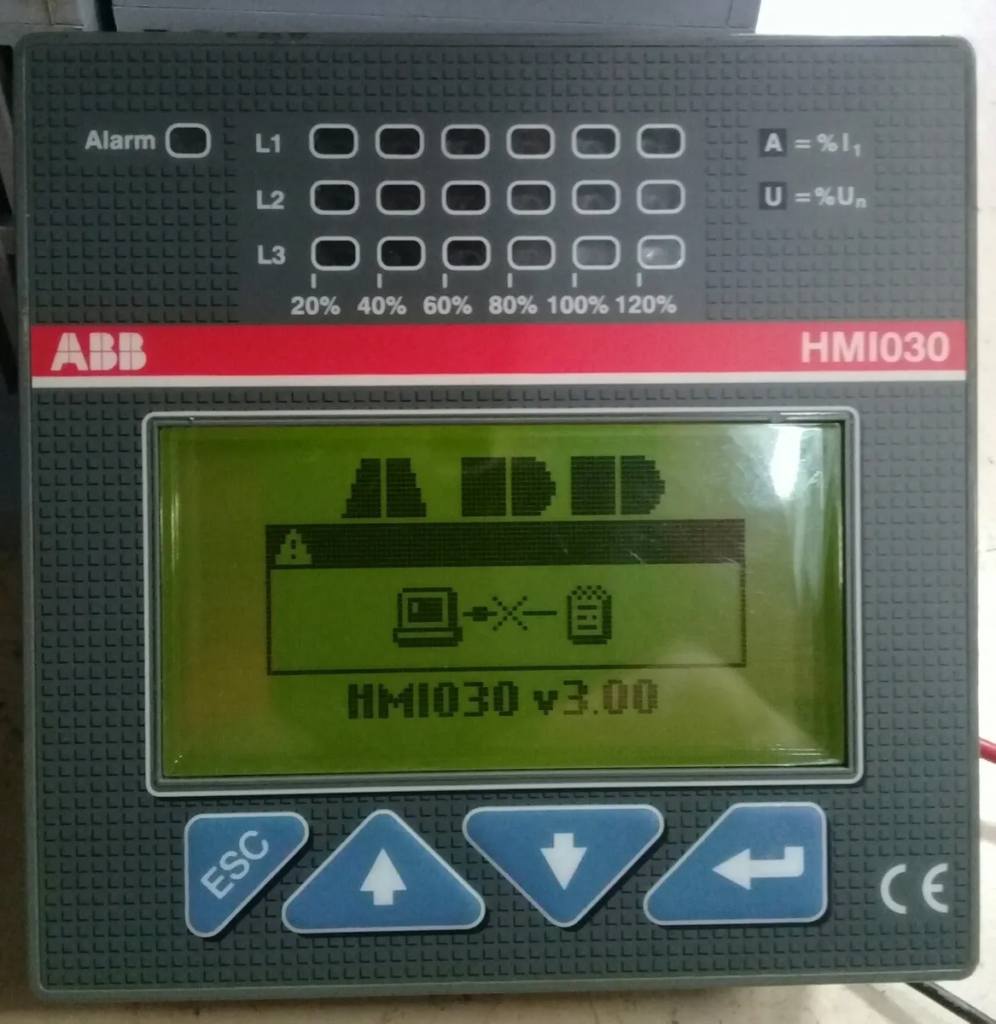 Alarm L1 A = %I₁
L2 U = %Uₙ
L3
20% 40% 60% 80% 100% 120%
ABB HMI030
ABB
HMI030 v3.00
ESC
CE